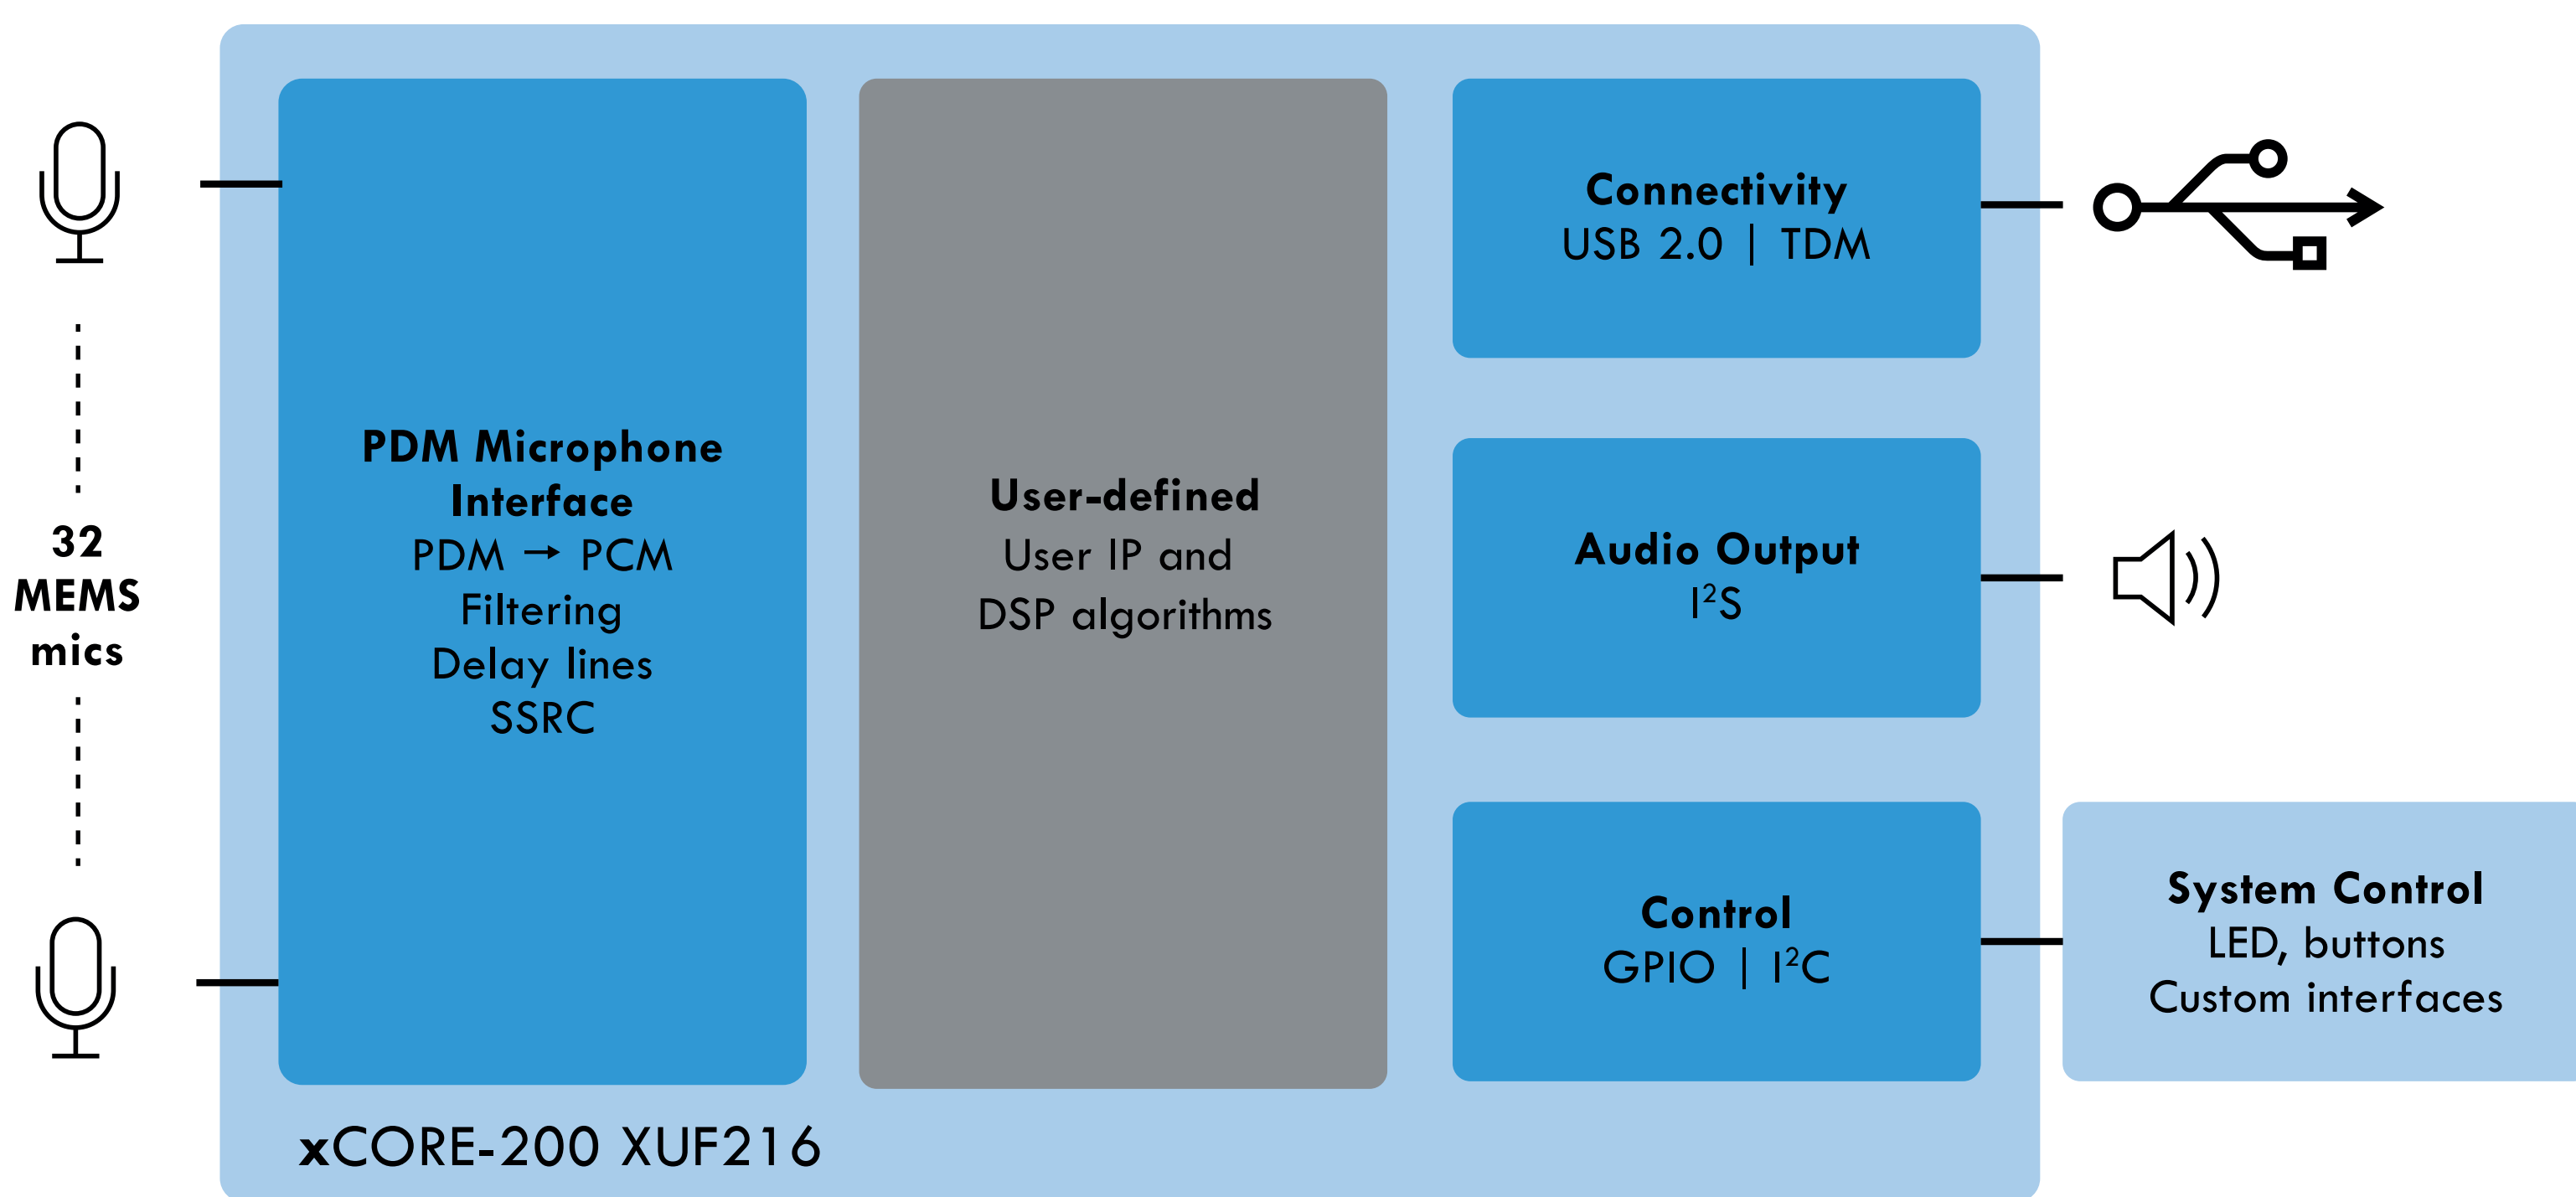 32
MEMS
mics
PDM Microphone
Interface
PDM → PCM
Filtering
Delay lines
SSRC
User-defined
User IP and
DSP algorithms
Connectivity
USB 2.0 | TDM
Audio Output
I²S
Control
GPIO | I²C
System Control
LED, buttons
Custom interfaces
xCORE-200 XUF216